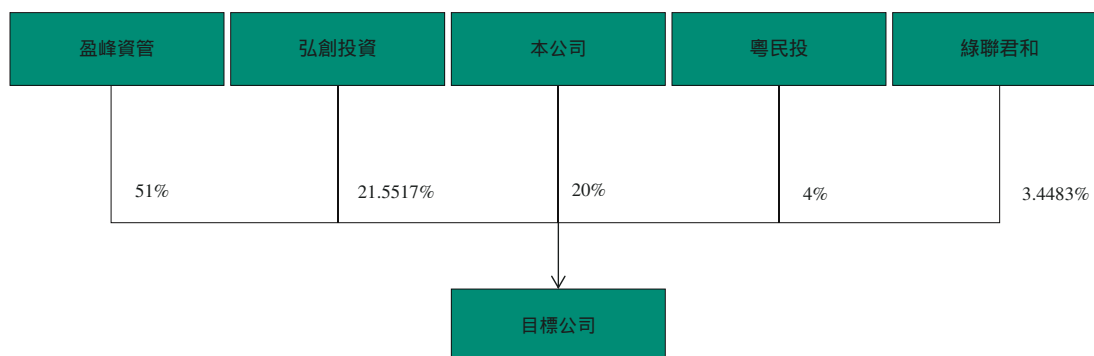 盈峰資管
弘創投資
本公司
粵民投
綠聯君和
51%
21.5517%
20%
4%
3.4483%
目標公司